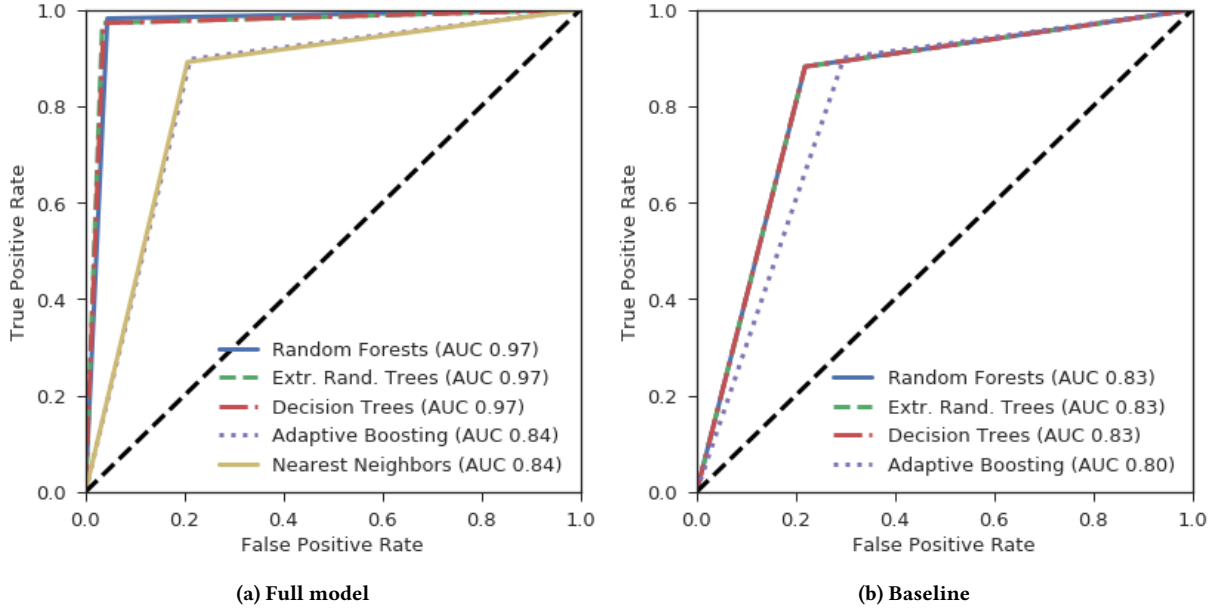 1.0
0.8
0.6
0.4
0.2
0.0
True Positive Rate
Random Forests (AUC 0.97)
Extr. Rand. Trees (AUC 0.97)
Decision Trees (AUC 0.97)
Adaptive Boosting (AUC 0.84)
Nearest Neighbors (AUC 0.84)
0.0 0.2 0.4 0.6 0.8 1.0
False Positive Rate
(a) Full model
1.0
0.8
0.6
0.4
0.2
0.0
True Positive Rate
Random Forests (AUC 0.83)
Extr. Rand. Trees (AUC 0.83)
Decision Trees (AUC 0.83)
Adaptive Boosting (AUC 0.80)
0.0 0.2 0.4 0.6 0.8 1.0
False Positive Rate
(b) Baseline